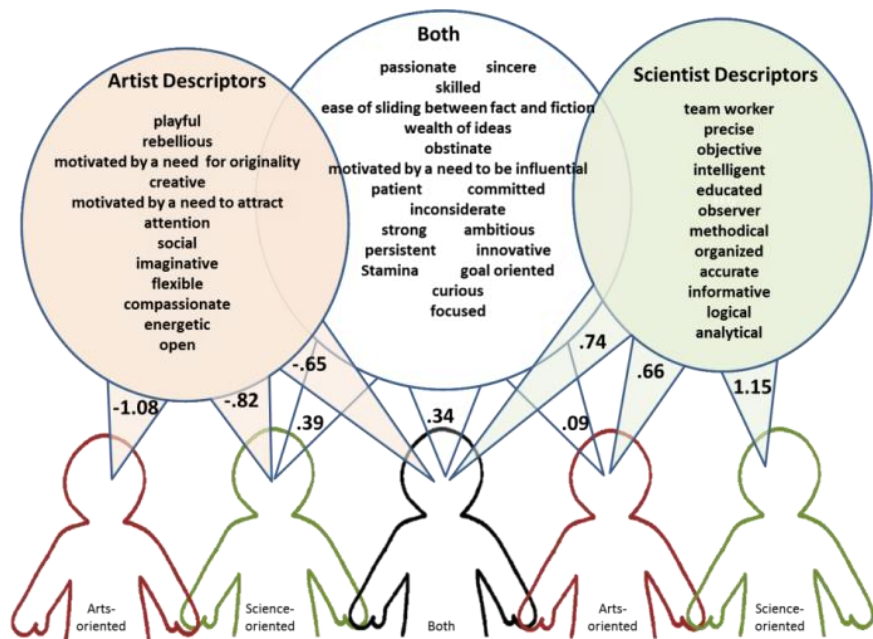 Artist Descriptors
playful
rebellious
motivated by a need for originality
creative
motivated by a need to attract
attention
social
imaginative
flexible
compassionate
energetic
open
Both
passionate sincere
skilled
ease of sliding between fact and fiction
wealth of ideas
obstinate
motivated by a need to be influential
patient committed
inconsiderate
strong ambitious
persistent innovative
Stamina goal oriented
curious
focused
Scientist Descriptors
team worker
precise
objective
intelligent
educated
observer
methodical
organized
accurate
informative
logical
analytical
-1.08
-.82
-.65
.39
.34
.74
.09
.66
1.15
Arts-
oriented
Science-
oriented
Both
Arts-
oriented
Science-
oriented